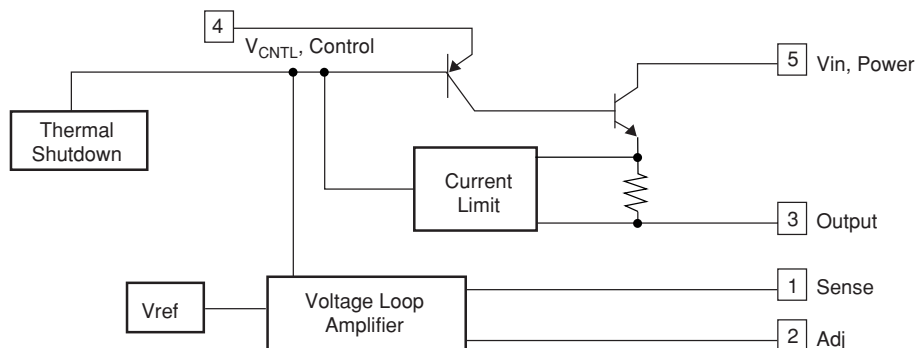 4
V_CNTL, Control
5
Vin, Power
Thermal
Shutdown
Current
Limit
3
Output
1
Sense
Vref
Voltage Loop
Amplifier
2
Adj